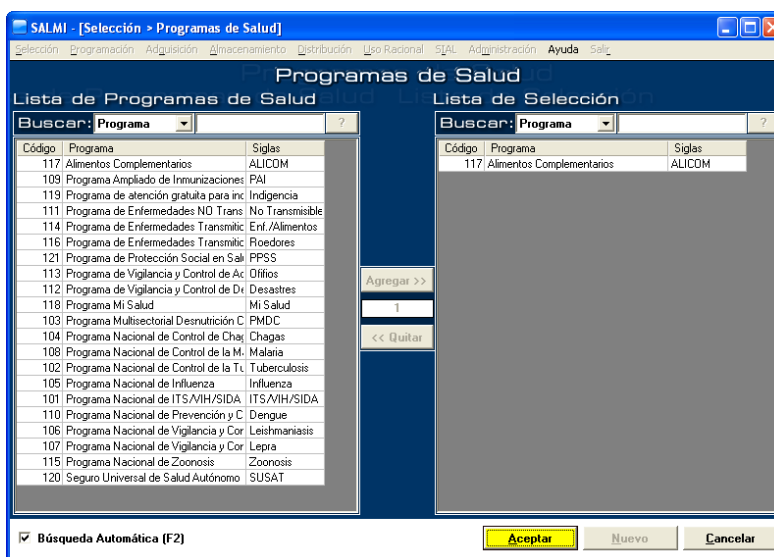 SALMI - [Selección > Programas de Salud]
Selección Programación Adquisición Almacenamiento Distribución Uso Racional SIAL Administración Ayuda Salir
Programas de Salud
Lista de Programas de Salud
Lista de Selección
Buscar: Programa ?
Buscar: Programa ?
Código Programa Siglas
117 Alimentos Complementarios ALICOM
109 Programa Ampliado de Inmunizaciones PAI
119 Programa de atención gratuita para inc Indigencia
111 Programa de Enfermedades NO Trans No Transmisible
114 Programa de Enfermedades Transmitic Enf./Alimentos
116 Programa de Enfermedades Transmitic Roedores
121 Programa de Protección Social en Salu PPSS
113 Programa de Vigilancia y Control de Ac Ofifios
112 Programa de Vigilancia y Control de De Desastres
118 Programa Mi Salud Mi Salud
103 Programa Multisectorial Desnutrición C PMDC
104 Programa Nacional de Control de Chag Chagas
108 Programa Nacional de Control de la M Malaria
102 Programa Nacional de Control de la Tu Tuberculosis
105 Programa Nacional de Influenza Influenza
101 Programa Nacional de ITS/VIH/SIDA ITS/VIH/SIDA
110 Programa Nacional de Prevención y C Dengue
106 Programa Nacional de Vigilancia y Cor Leishmaniasis
107 Programa Nacional de Vigilancia y Cor Lepra
115 Programa Nacional de Zoonosis Zoonosis
120 Seguro Universal de Salud Autónomo SUSAT
Agregar >>
1
<< Quitar
Código Programa Siglas
117 Alimentos Complementarios ALICOM
Búsqueda Automática (F2)
Aceptar Nuevo Cancelar